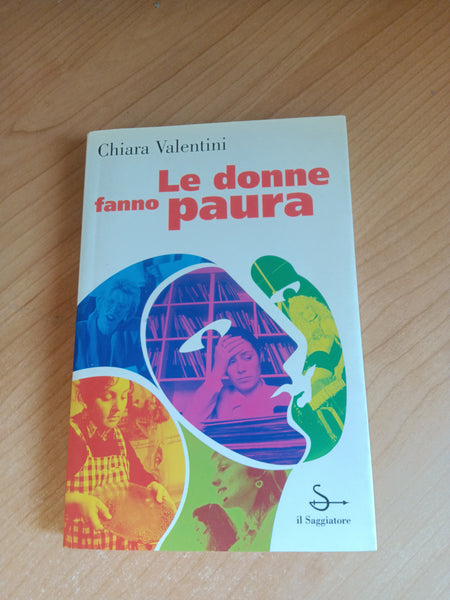 Chiara Valentini
Le donne
fanno paura
il Saggiatore